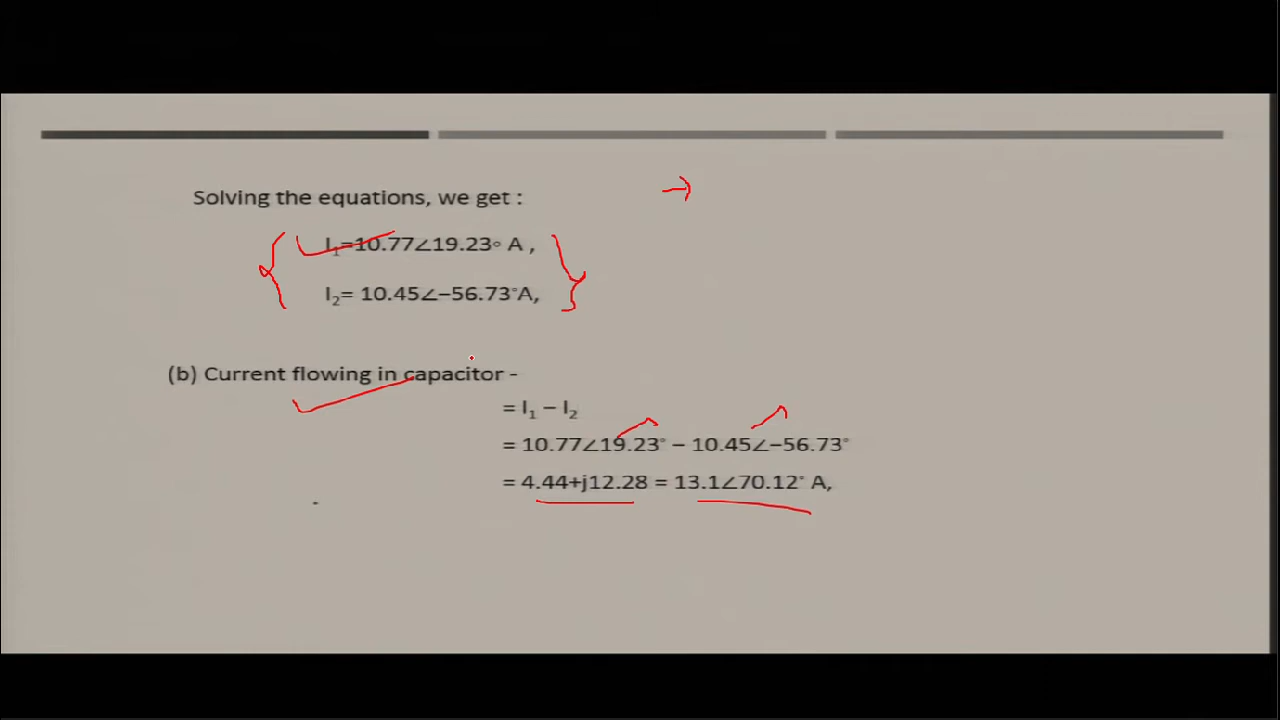 Solving the equations, we get :
I₁=10.77∠19.23° A ,
I₂= 10.45∠−56.73°A,
(b) Current flowing in capacitor -
= I₁ − I₂
= 10.77∠19.23° − 10.45∠−56.73°
= 4.44+j12.28 = 13.1∠70.12° A,